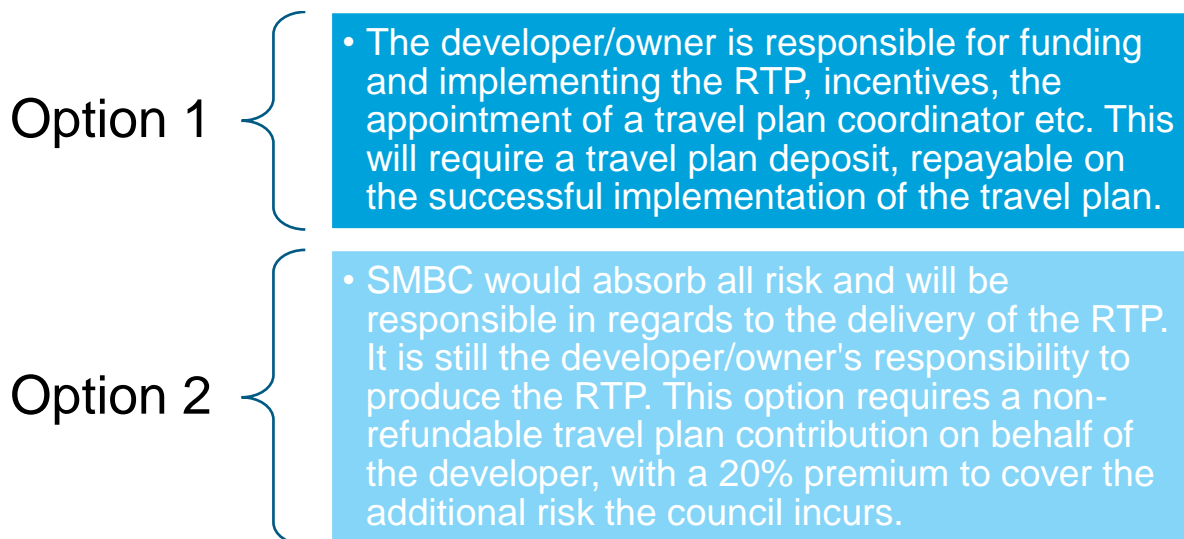 Option 1
• The developer/owner is responsible for funding
and implementing the RTP, incentives, the
appointment of a travel plan coordinator etc. This
will require a travel plan deposit, repayable on
the successful implementation of the travel plan.
Option 2
• SMBC would absorb all risk and will be
responsible in regards to the delivery of the RTP.
It is still the developer/owner's responsibility to
produce the RTP. This option requires a non-
refundable travel plan contribution on behalf of
the developer, with a 20% premium to cover the
additional risk the council incurs.